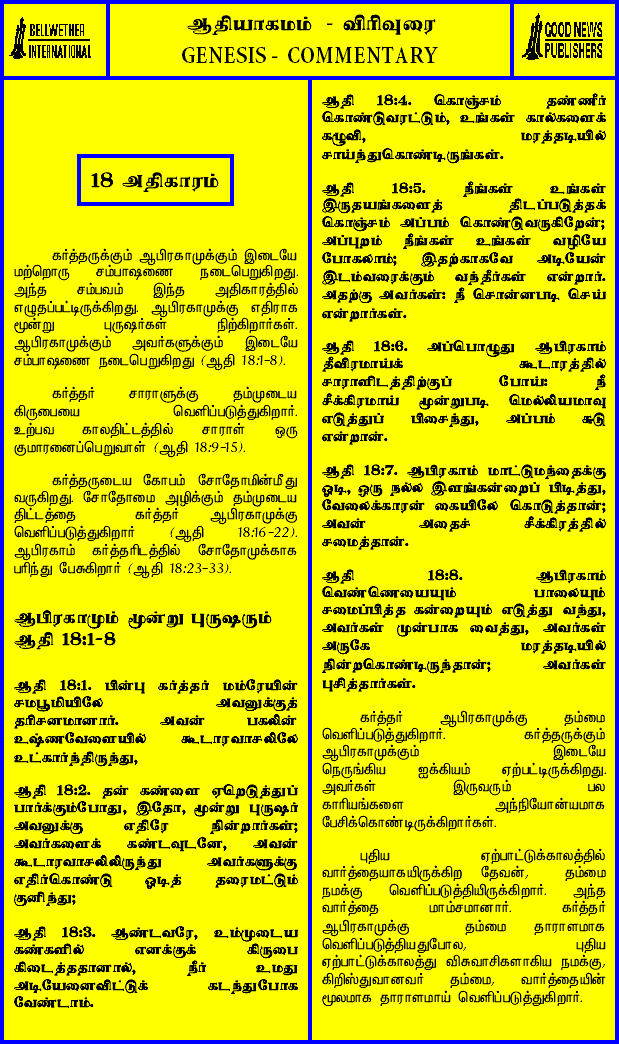 BELLWETHER
INTERNATIONAL
ஆதியாகமம் - விரிவுரை
GENESIS - COMMENTARY
GOOD NEWS
PUBLISHERS
18 அதிகாரம்
கர்த்தருக்கும் ஆபிரகாமுக்கும் இடையே
மற்றொரு சம்பாஷணை நடைபெறுகிறது.
அந்த சம்பவம் இந்த அதிகாரத்தில்
எழுதப்பட்டிருக்கிறது. ஆபிரகாமுக்கு எதிராக
மூன்று புருஷர்கள் நிற்கிறார்கள்.
ஆபிரகாமுக்கும் அவர்களுக்கும் இடையே
சம்பாஷணை நடைபெறுகிறது (ஆதி 18:1-8).
கர்த்தர் சாராளுக்கு தம்முடைய
கிருபையை வெளிப்படுத்துகிறார்.
உற்பவ காலதிட்டத்தில் சாராள் ஒரு
குமாரனைப்பெறுவாள் (ஆதி 18:9-15).
கர்த்தருடைய கோபம் சோதோமின்மீது
வருகிறது. சோதோமை அழிக்கும் தம்முடைய
திட்டத்தை கர்த்தர் ஆபிரகாமுக்கு
வெளிப்படுத்துகிறார் (ஆதி 18:16-22).
ஆபிரகாம் கர்த்தரிடத்தில் சோதோமுக்காக
பரிந்து பேசுகிறார் (ஆதி 18:23-33).
ஆபிரகாமும் மூன்று புருஷரும்
ஆதி 18:1-8
ஆதி 18:1. பின்பு கர்த்தர் மம்ரேயின்
சமபூமியிலே அவனுக்குத்
தரிசனமானார். அவன் பகலின்
உஷ்ணவேளையில் கூடாரவாசலிலே
உட்கார்ந்திருந்து,
ஆதி 18:2. தன் கண்களை ஏறெடுத்துப்
பார்க்கும்போது, இதோ, மூன்று புருஷர்
அவனுக்கு எதிரே நின்றார்கள்;
அவர்களைக் கண்டவுடனே, அவன்
கூடாரவாசலிலிருந்து அவர்களுக்கு
எதிர்கொண்டு ஓடித் தரைமட்டும்
குனிந்து;
ஆதி 18:3. ஆண்டவரே, உம்முடைய
கண்களில் எனக்குக் கிருபை
கிடைத்ததானால், நீர் உமது
அடியேனைவிட்டுக் கடந்துபோக
வேண்டாம்.
ஆதி 18:4. கொஞ்சம் தண்ணீர்
கொண்டுவரட்டும், உங்கள் கால்களைக்
கழுவி, மரத்தடியில்
சாய்ந்துகொண்டிருங்கள்.
ஆதி 18:5. நீங்கள் உங்கள்
இருதயங்களைத் திடப்படுத்தக்
கொஞ்சம் அப்பம் கொண்டுவருகிறேன்;
அப்புறம் நீங்கள் உங்கள் வழியே
போகலாம்; இதற்காகவே அடியேன்
இடம்வரைக்கும் வந்தீர்கள் என்றார்.
அதற்கு அவர்கள்: நீ சொன்னபடி செய்
என்றார்கள்.
ஆதி 18:6. அப்பொழுது ஆபிரகாம்
தீவிரமாய்க் கூடாரத்தில்
சாராளிடத்திற்குப் போய்: நீ
சீக்கிரமாய் மூன்றுபடி மெல்லியமாவு
எடுத்துப் பிசைந்து, அப்பம் சுடு
என்றான்.
ஆதி 18:7. ஆபிரகாம் மாட்டுமந்தைக்கு
ஓடி, ஒரு நல்ல இளங்கன்றைப் பிடித்து,
வேலைக்காரன் கையிலே கொடுத்தான்;
அவன் அதைச் சீக்கிரத்தில்
சமைத்தான்.
ஆதி 18:8. ஆபிரகாம்
வெண்ணெயையும் பாலையும்
சமைப்பித்த கன்றையும் எடுத்து வந்து,
அவர்கள் முன்பாக வைத்து, அவர்கள்
அருகே மரத்தடியில்
நின்றகொண்டிருந்தான்; அவர்கள்
புசித்தார்கள்.
கர்த்தர் ஆபிரகாமுக்கு தம்மை
வெளிப்படுத்துகிறார். கர்த்தருக்கும்
ஆபிரகாமுக்கும் இடையே
நெருங்கிய ஐக்கியம் ஏற்பட்டிருக்கிறது.
அவர்கள் இருவரும் பல
காரியங்களை அந்நியோன்யமாக
பேசிக்கொண்டிருக்கிறார்கள்.
புதிய ஏற்பாட்டுக்காலத்தில்
வார்த்தையாகயிருக்கிற தேவன், தம்மை
நமக்கு வெளிப்படுத்தியிருக்கிறார். அந்த
வார்த்தை மாம்சமானார். கர்த்தர்
ஆபிரகாமுக்கு தம்மை தாராளமாக
வெளிப்படுத்தியதுபோல, புதிய
ஏற்பாட்டுக்காலத்து விசுவாசிகளாகிய நமக்கு,
கிறிஸ்துவானவர் தம்மை, வார்த்தையின்
மூலமாக தாராளமாய் வெளிப்படுத்துகிறார்.